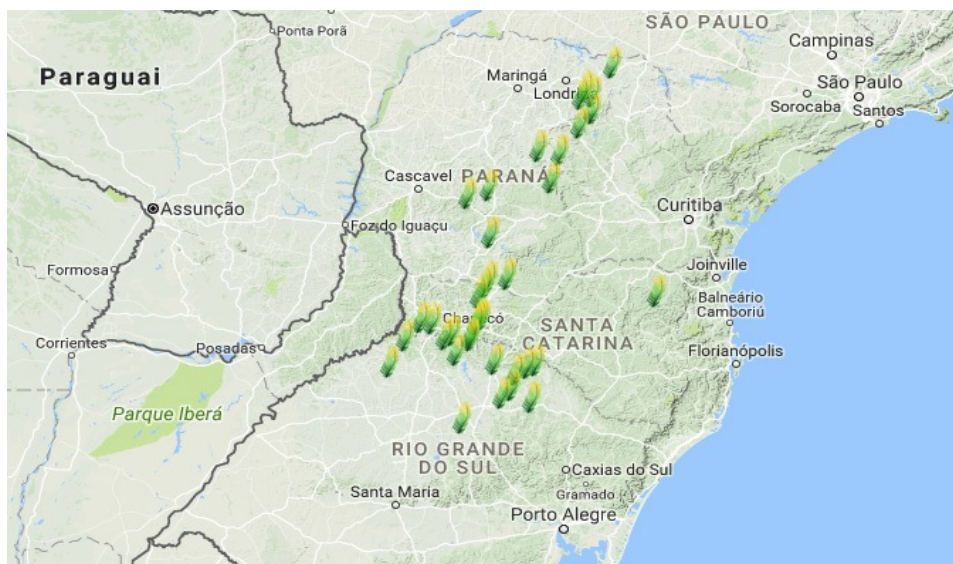 SÃO PAULO
Ponta Porã
Campinas
Paraguai
Maringá
São Paulo
Londr
Sorocaba
Santos
Cascavel
PARANÁ
Assunção
Curitiba
Foz do Iguaçu
Joinville
Formosa
Balneário
Camboriú
Chapecó
SANTA
CATARINA
Corrientes
Posadas
Florianópolis
Parque Iberá
RIO GRANDE
DO SUL
Caxias do Sul
Santa Maria
Gramado
Porto Alegre